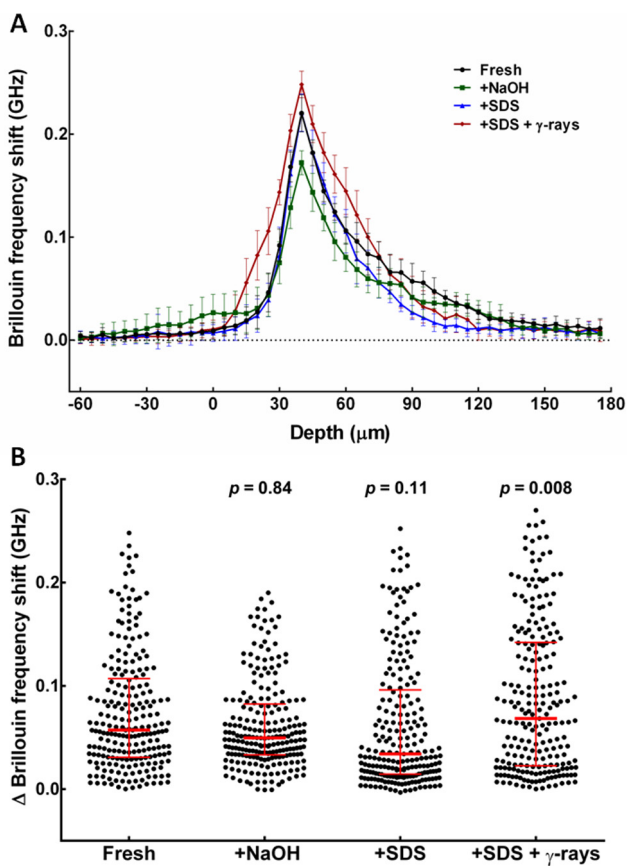 A
Brillouin frequency shift (GHz)
0.3
0.2
0.1
0.0
Fresh
+NaOH
+SDS
+SDS + γ-rays
-60 -30 0 30 60 90 120 150 180
Depth (μm)
B
Δ Brillouin frequency shift (GHz)
0.3
0.2
0.1
0.0
p = 0.84 p = 0.11 p = 0.008
Fresh +NaOH +SDS +SDS + γ-rays